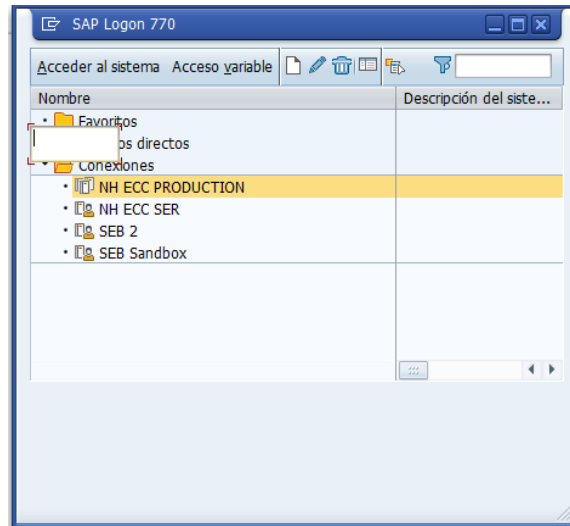 SAP Logon 770
Acceder al sistema Acceso variable
Nombre Descripción del siste...
Favoritos
os directos
Conexiones
NH ECC PRODUCTION
NH ECC SER
SEB 2
SEB Sandbox